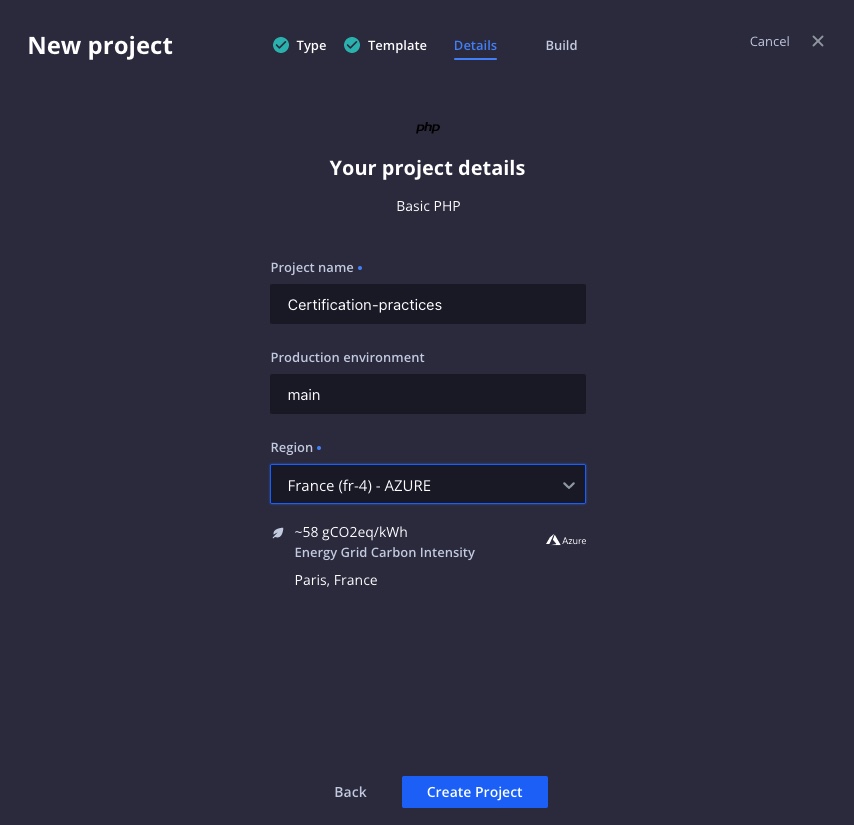 New project
Type
Template
Details
Build
Cancel
php
Your project details
Basic PHP
Project name
Certification-practices
Production environment
main
Region
France (fr-4) - AZURE
~58 gCO2eq/kWh
Energy Grid Carbon Intensity
Azure
Paris, France
Back
Create Project